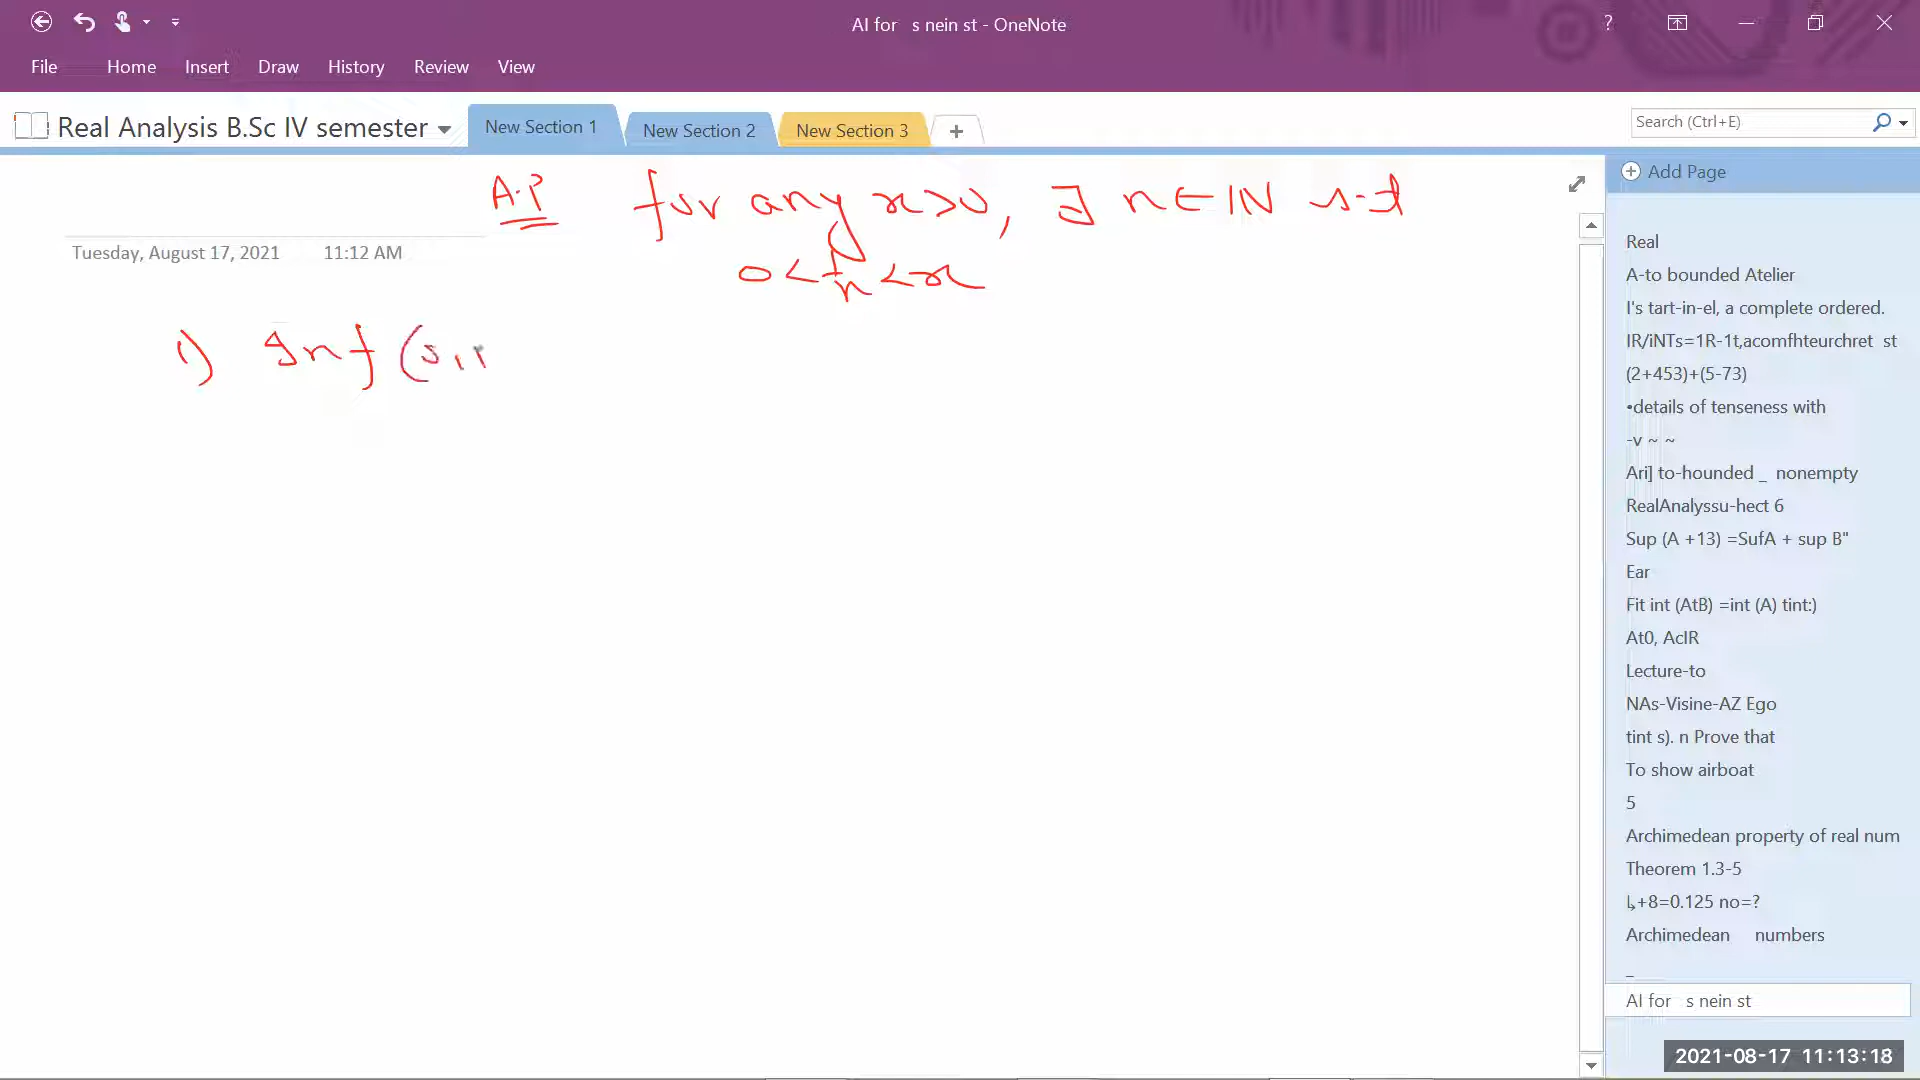 AI for   s nein st - OneNote
?
File Home Insert Draw History Review View
Real Analysis B.Sc IV semester New Section 1 New Section 2 New Section 3 +
Search (Ctrl+E)
A.P for any x>0, ∃ n∈IN s.t
0<1/n<x
Tuesday, August 17, 2021 11:12 AM
1) Inf (
Add Page
Real
A-to bounded Atelier
I's tart-in-el, a complete ordered.
IR/iNTs=1R-1t,acomfhteurchret st
(2+453)+(5-73)
•details of tenseness with
-v ~ ~
Ari] to-hounded _ nonempty
RealAnalyssu-hect 6
Sup (A +13) =SufA + sup B"
Ear
Fit int (AtB) =int (A) tint:)
At0, AcIR
Lecture-to
NAs-Visine-AZ Ego
tint s). n Prove that
To show airboat
5
Archimedean property of real num
Theorem 1.3-5
↳+8=0.125 no=?
Archimedean numbers
_
AI for s nein st
2021-08-17 11:13:18